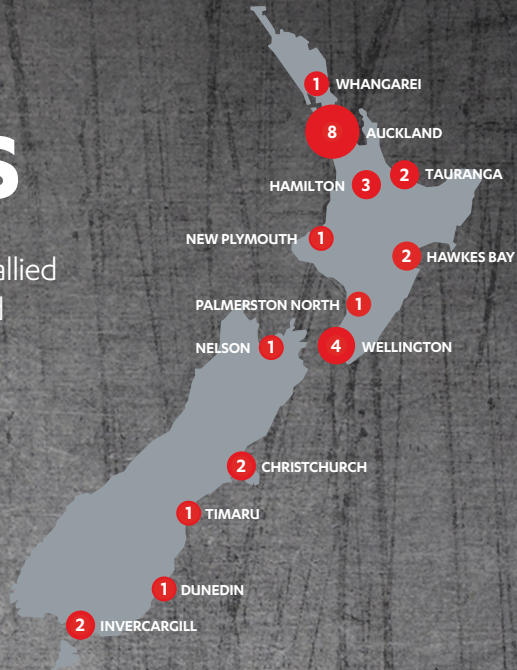 S
allied
1 WHANGAREI
8 AUCKLAND
2 TAURANGA
HAMILTON 3
NEW PLYMOUTH 1
2 HAWKES BAY
PALMERSTON NORTH 1
NELSON 1
4 WELLINGTON
2 CHRISTCHURCH
1 TIMARU
1 DUNEDIN
2 INVERCARGILL